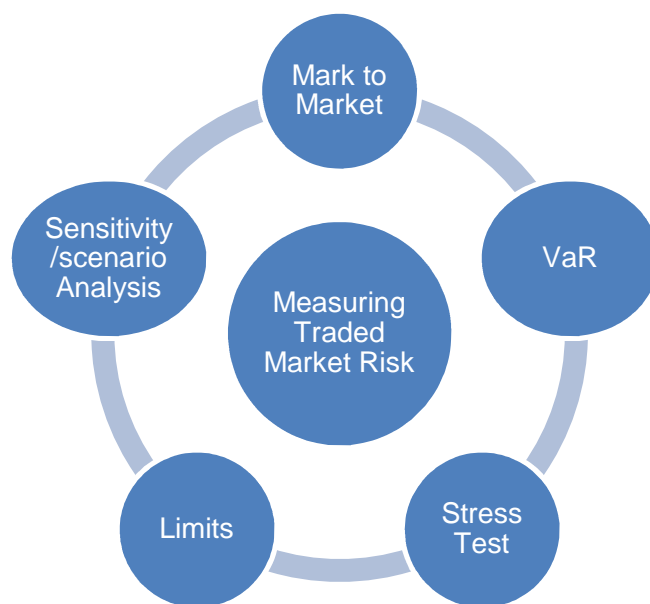 Mark to
Market
Sensitivity
/scenario
Analysis
VaR
Measuring
Traded
Market Risk
Limits
Stress
Test